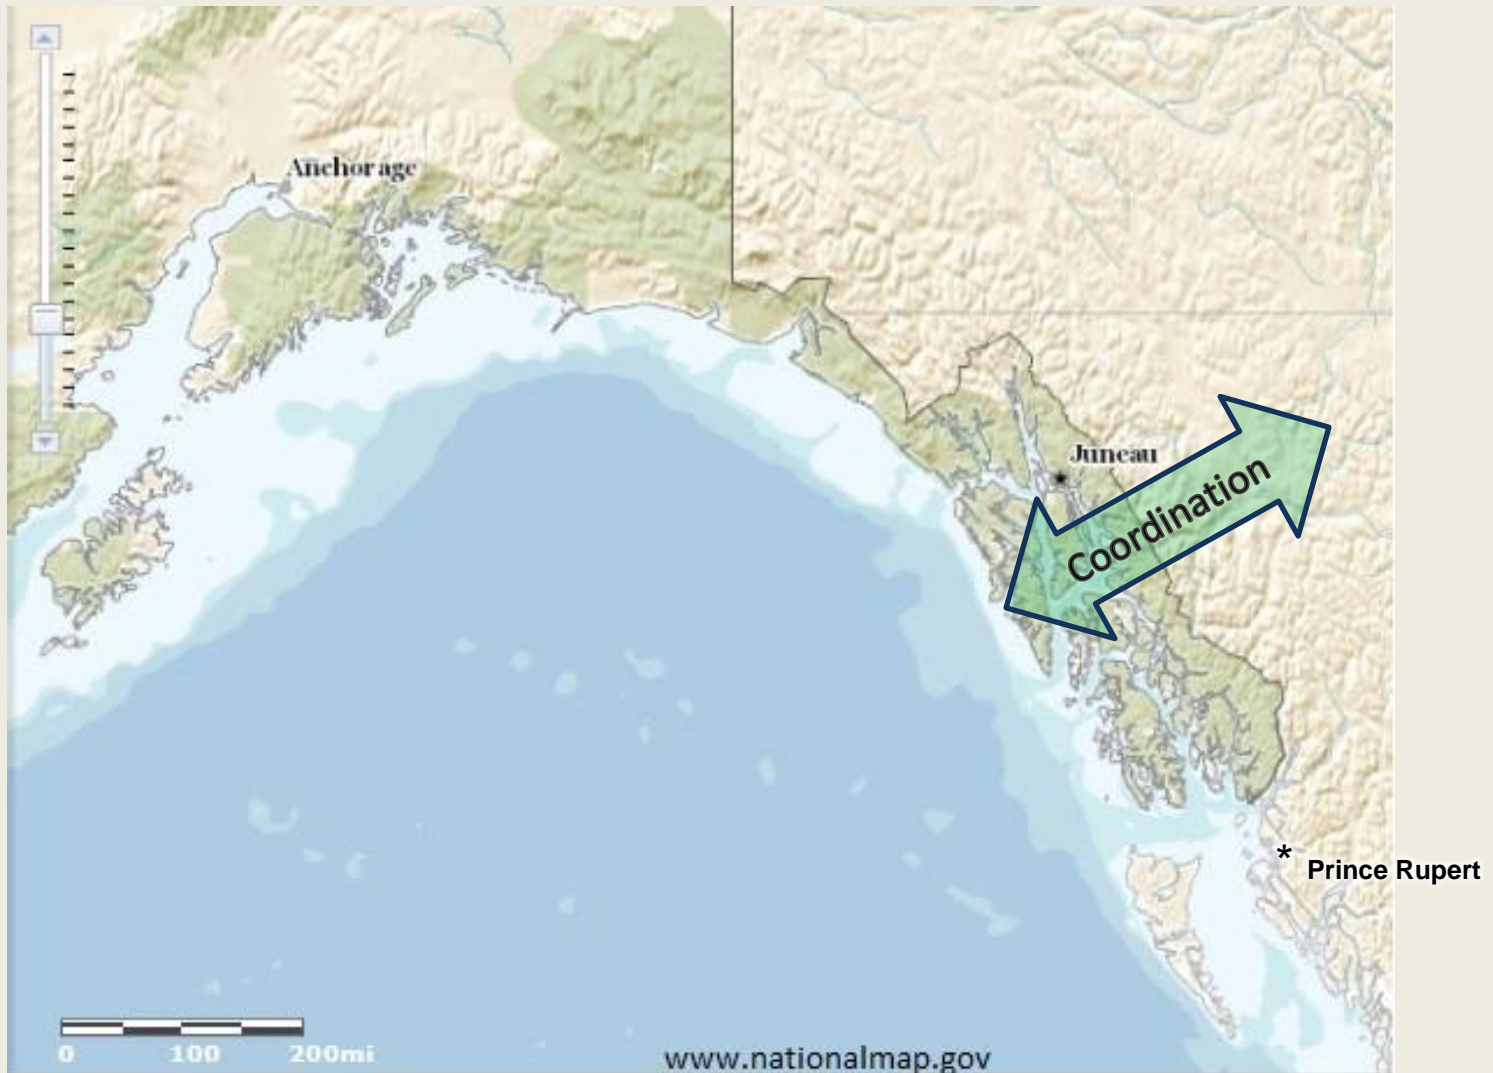 Anchorage
Juneau
Coordination
* Prince Rupert
0 100 200mi
www.nationalmap.gov